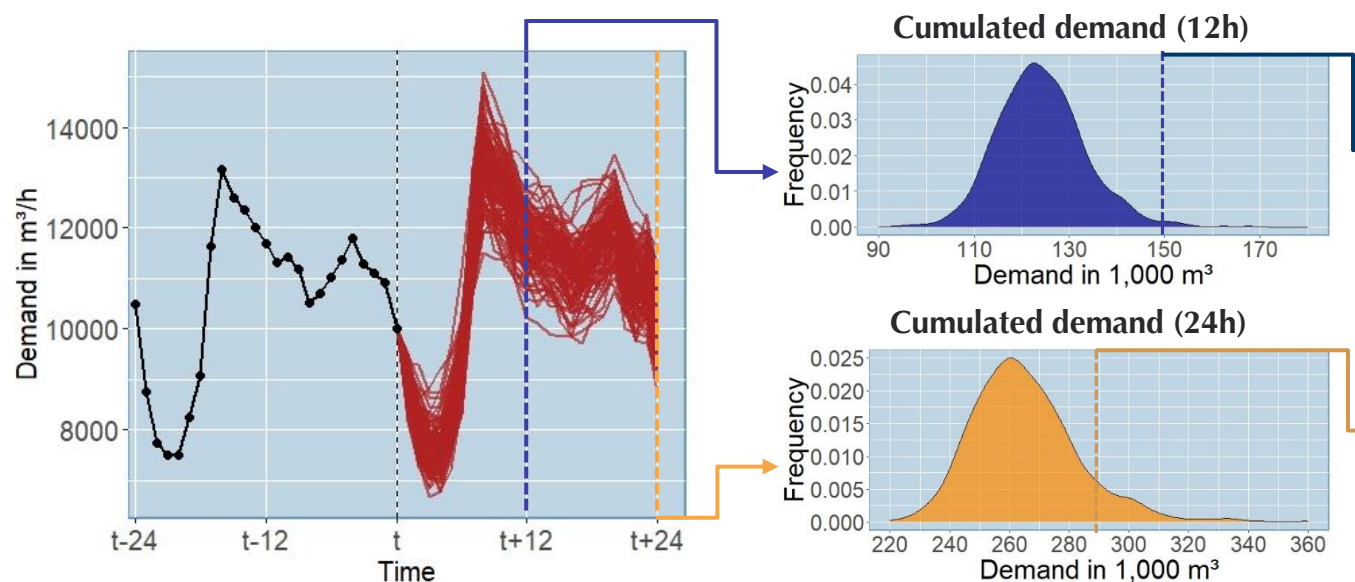 Demand in m³/h
14000
12000
10000
8000
t-24
t-12
t
t+12
t+24
Time
Cumulated demand (12h)
Frequency
0.04
0.03
0.02
0.01
0.00
90
110
130
150
170
Demand in 1,000 m³
Cumulated demand (24h)
Frequency
0.025
0.020
0.015
0.010
0.005
0.000
220
240
260
280
300
320
340
360
Demand in 1,000 m³